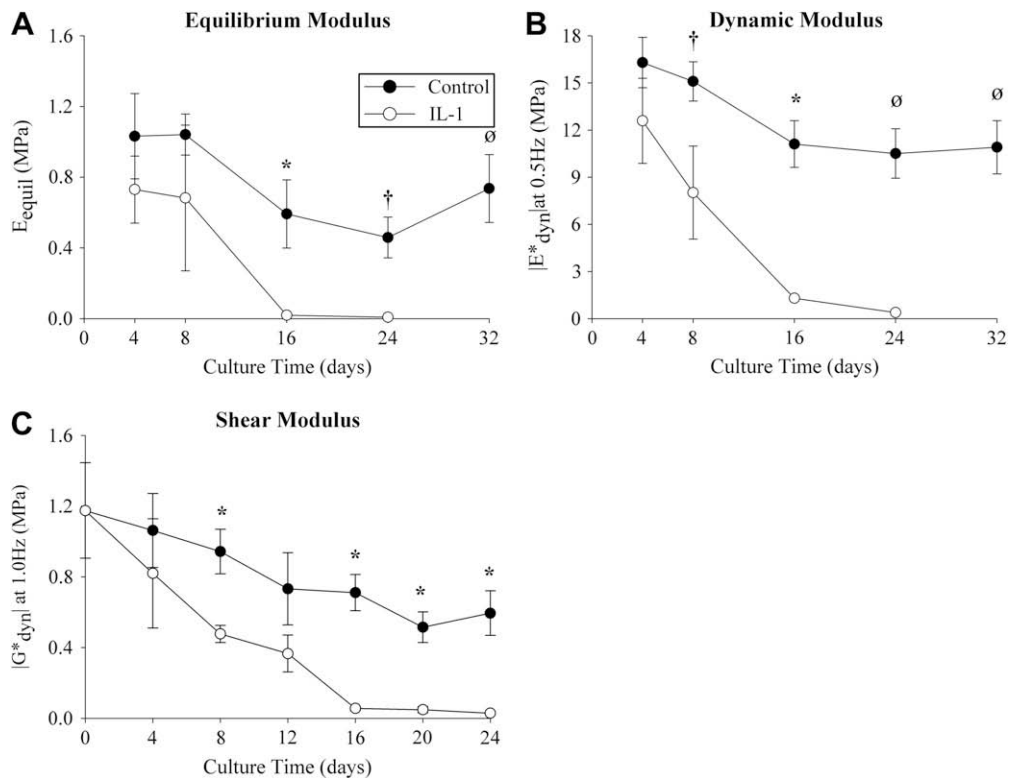 A
Equilibrium Modulus
1.6
1.2
0.8
0.4
0.0
Eequil (MPa)
Control
IL-1
*
†
ø
0 4 8 16 24 32
Culture Time (days)
B
Dynamic Modulus
18
15
12
9
6
3
0
|E*dyn|at 0.5Hz (MPa)
†
*
ø
ø
0 4 8 16 24 32
Culture Time (days)
C
Shear Modulus
1.6
1.2
0.8
0.4
0.0
|G*dyn| at 1.0Hz (MPa)
*
*
*
*
0 4 8 12 16 20 24
Culture Time (days)